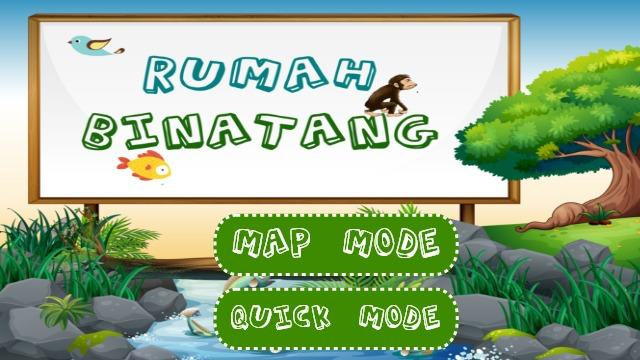 RUMAH
BINATANG
MAP MODE
QUICK MODE